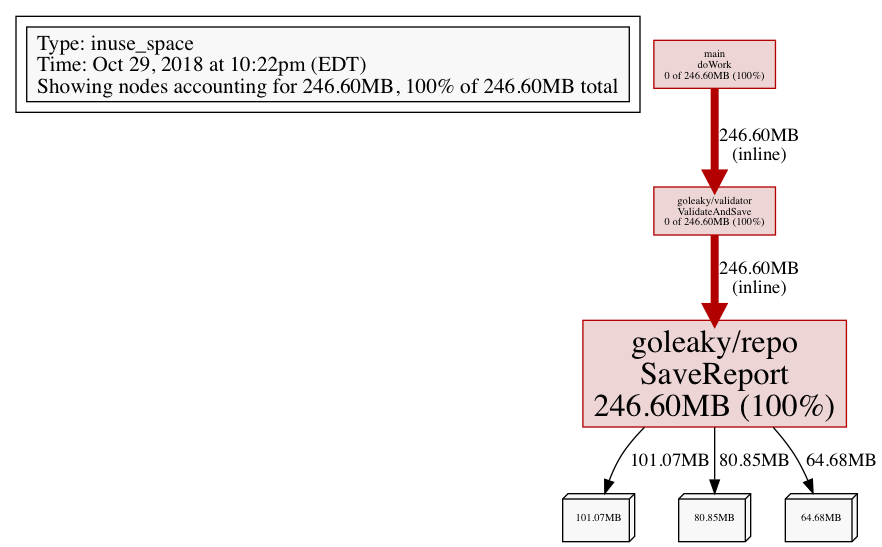 Type: inuse_space
Time: Oct 29, 2018 at 10:22pm (EDT)
Showing nodes accounting for 246.60MB, 100% of 246.60MB total
main
doWork
0 of 246.60MB (100%)
246.60MB
(inline)
goleaky/validator
ValidateAndSave
0 of 246.60MB (100%)
246.60MB
(inline)
goleaky/repo
SaveReport
246.60MB (100%)
101.07MB
80.85MB
64.68MB
101.07MB
80.85MB
64.68MB